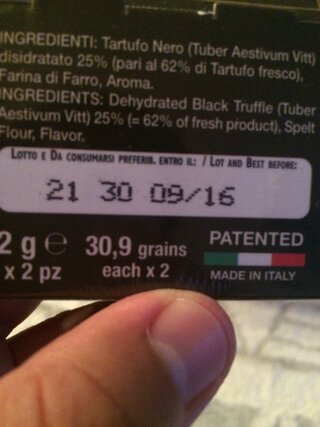 INGREDIENTI: Tartufo Nero (Tuber Aestivum Vitt)
disidratato 25% (pari al 62% di Tartufo fresco),
Farina di Farro, Aroma.
INGREDIENTS: Dehydrated Black Truffle (Tuber
Aestivum Vitt) 25% (= 62% of fresh product), Spelt
Flour, Flavor.
LOTTO E DA CONSUMARSI PREFERIB. ENTRO IL: / LOT AND BEST BEFORE:
21 30 09/16
2 g e 30,9 grains
x 2 pz each x 2
PATENTED
MADE IN ITALY